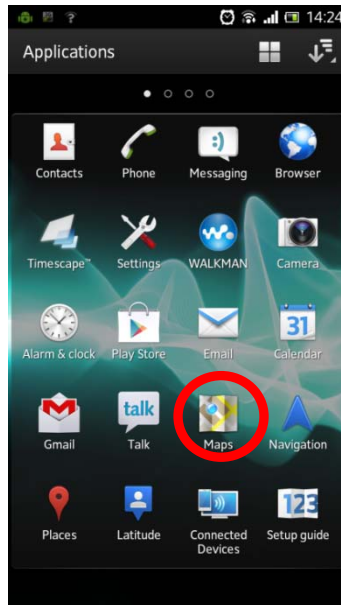 14:24
Applications
:)
Contacts Phone Messaging Browser
Timescape™ Settings WALKMAN Camera
31
Alarm & clock Play Store Email Calendar
talk
Gmail Talk Maps Navigation
123
Places Latitude Connected Devices Setup guide